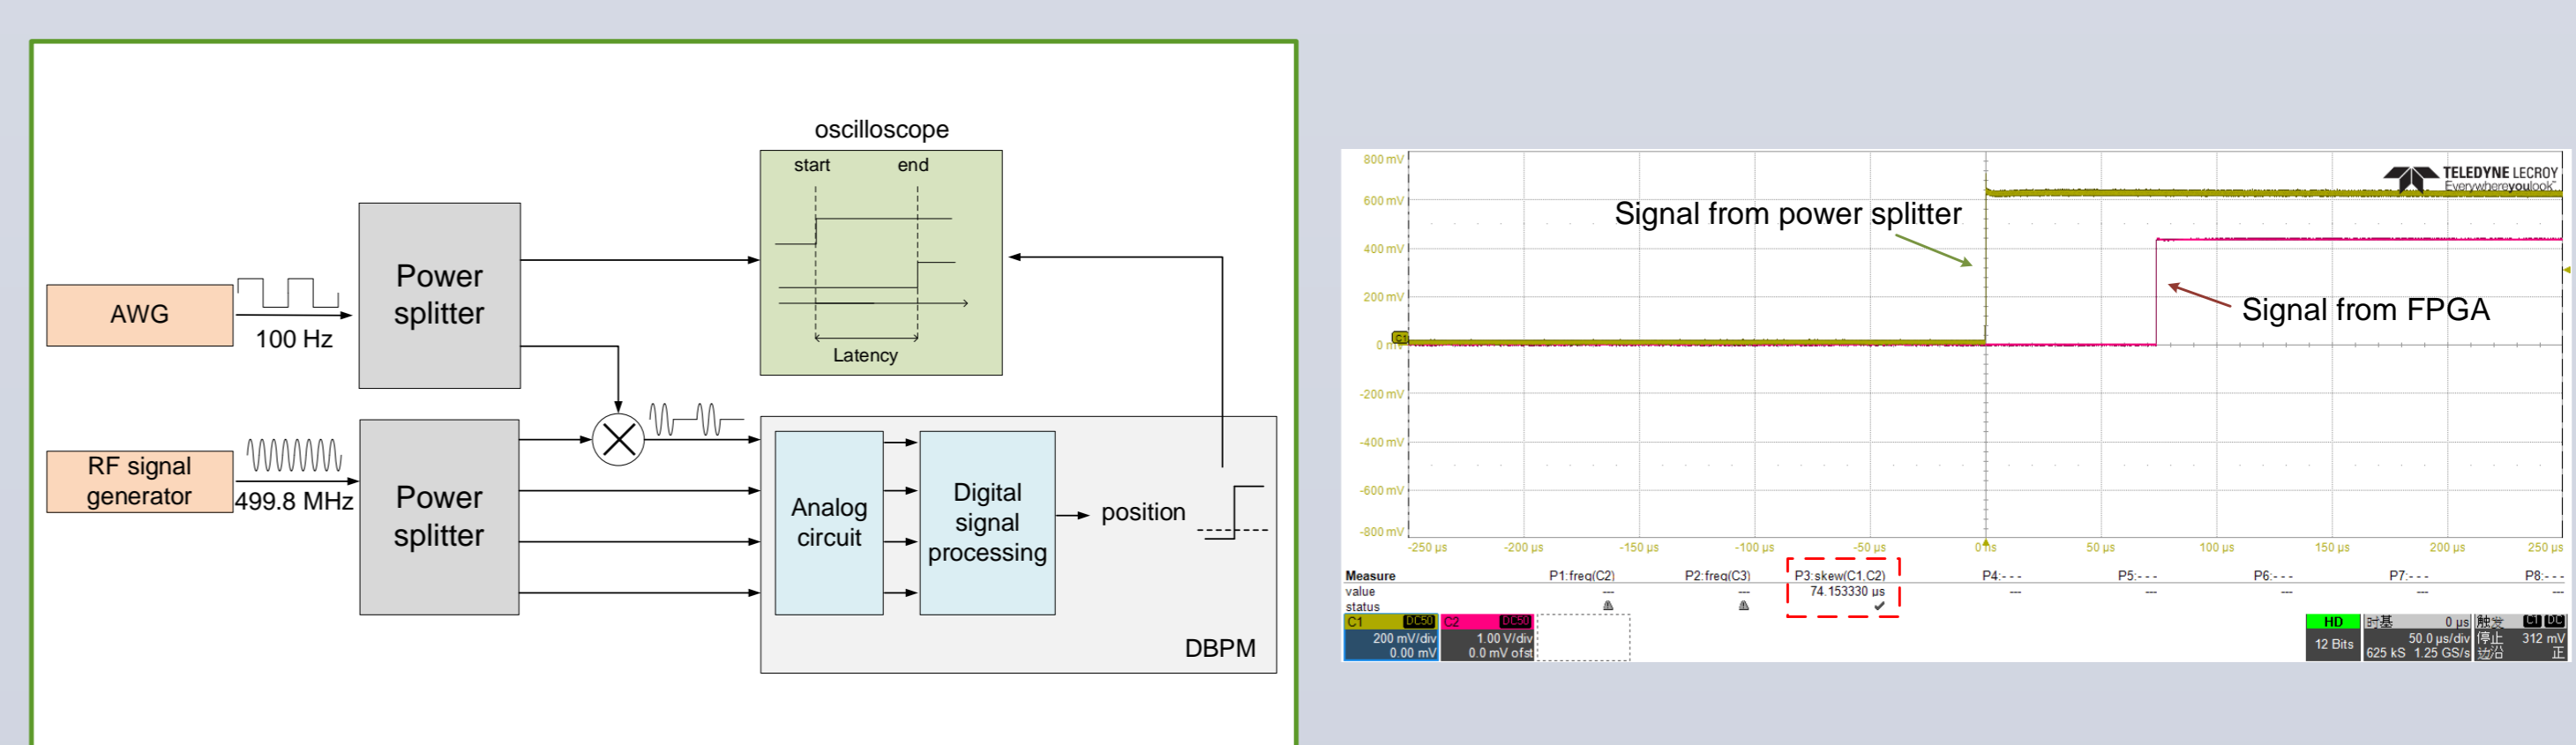 oscilloscope
start end
Latency
AWG
100 Hz
Power
splitter
RF signal
generator
499.8 MHz
Power
splitter
Analog
circuit
Digital
signal
processing
position
DBPM
800 mV
600 mV
400 mV
200 mV
0 mV
-200 mV
-400 mV
-600 mV
-800 mV
C1
TELEDYNE LECROY
Everywhereyoulook™
Signal from power splitter
Signal from FPGA
-250 µs -200 µs -150 µs -100 µs -50 µs 0 ns 50 µs 100 µs 150 µs 200 µs 250 µs
Measure P1:freq(C2) P2:freq(C3) P3:skew(C1,C2) P4:- - - P5:- - - P6:- - - P7:- - - P8:- - -
value --- --- 74.153330 µs --- --- --- --- ---
status
C1 DC50 C2 DC50
200 mV/div 1.00 V/div
0.00 mV 0.0 mV ofst
HD 时基 0 µs 触发 C1 DC
12 Bits 50.0 µs/div 停止 312 mV
625 kS 1.25 GS/s 边沿 正